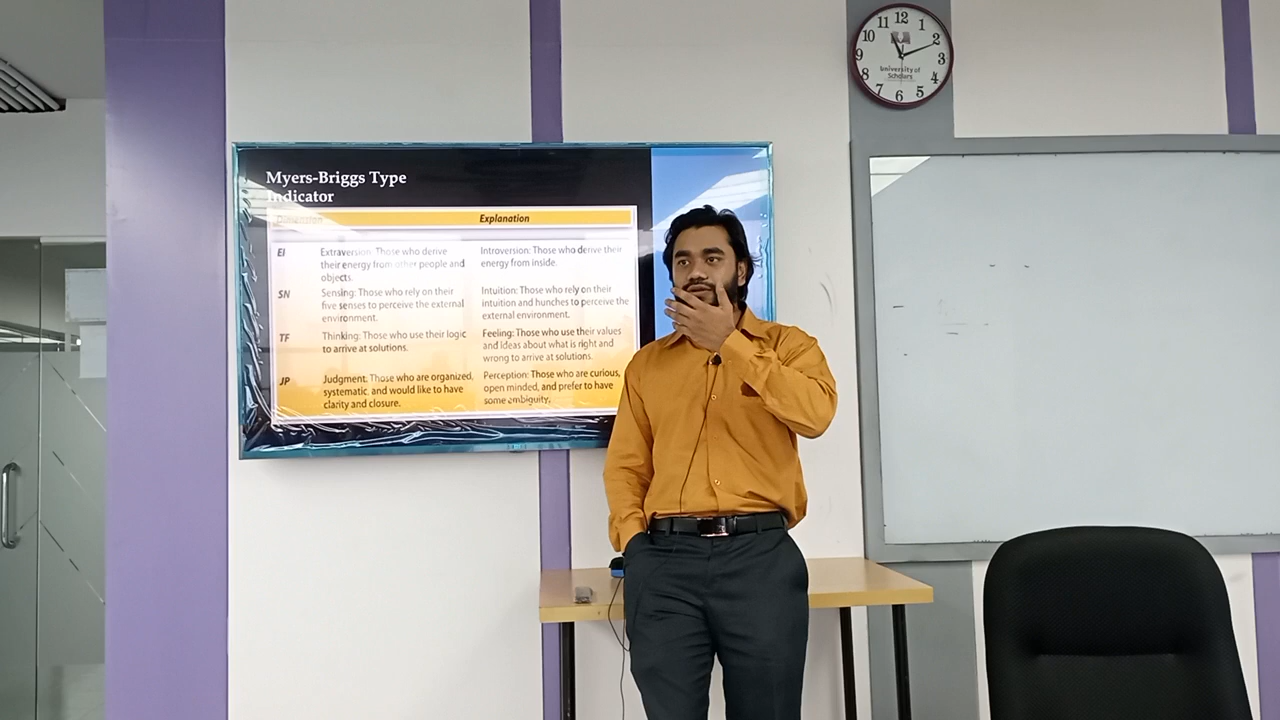 Myers-Briggs Type
Indicator
Dimension Explanation
EI Extraversion: Those who derive
their energy from other people and
objects.
Introversion: Those who derive their
energy from inside.
SN Sensing: Those who rely on their
five senses to perceive the external
environment.
Intuition: Those who rely on their
intuition and hunches to perceive the
external environment.
TF Thinking: Those who use their logic
to arrive at solutions.
Feeling: Those who use their values
and ideas about what is right and
wrong to arrive at solutions.
JP Judgment: Those who are organized,
systematic, and would like to have
clarity and closure.
Perception: Those who are curious,
open minded, and prefer to have
some ambiguity.
12
1
2
3
4
5
6
7
8
9
10
11
University of
Scholars